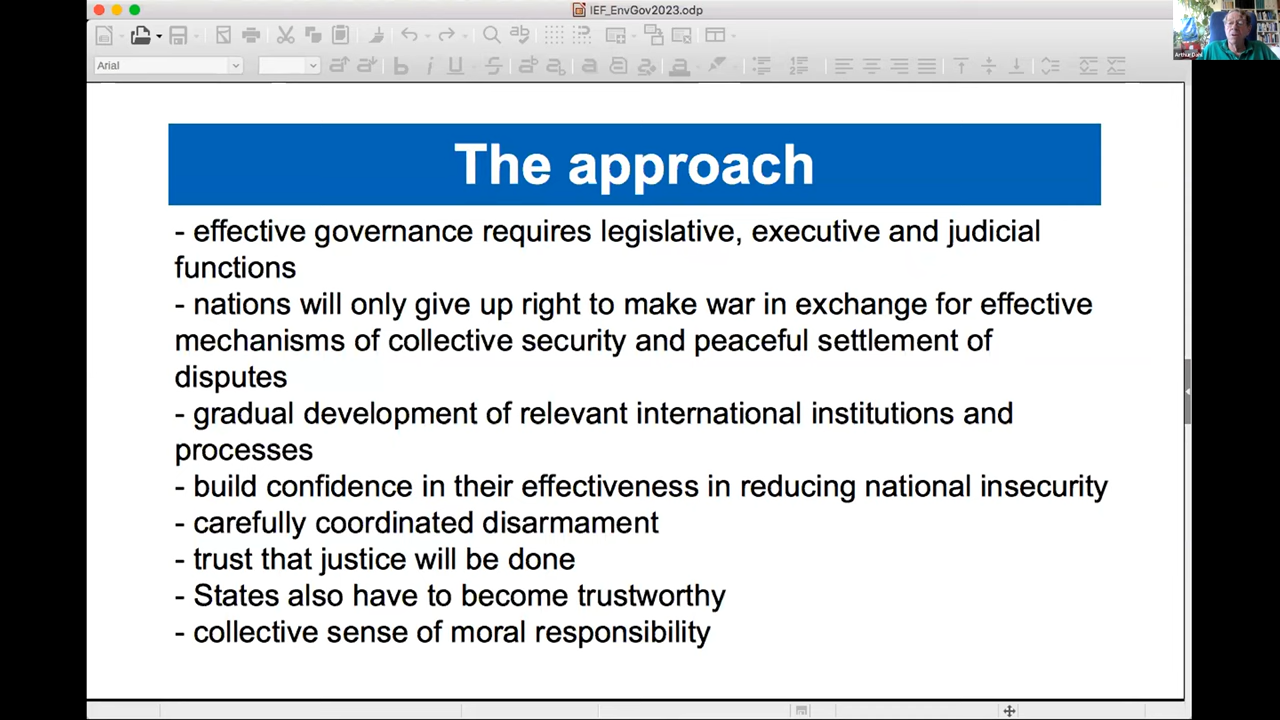 IEF_EnvGov2023.odp
Arial
The approach
- effective governance requires legislative, executive and judicial
functions
- nations will only give up right to make war in exchange for effective
mechanisms of collective security and peaceful settlement of
disputes
- gradual development of relevant international institutions and
processes
- build confidence in their effectiveness in reducing national insecurity
- carefully coordinated disarmament
- trust that justice will be done
- States also have to become trustworthy
- collective sense of moral responsibility